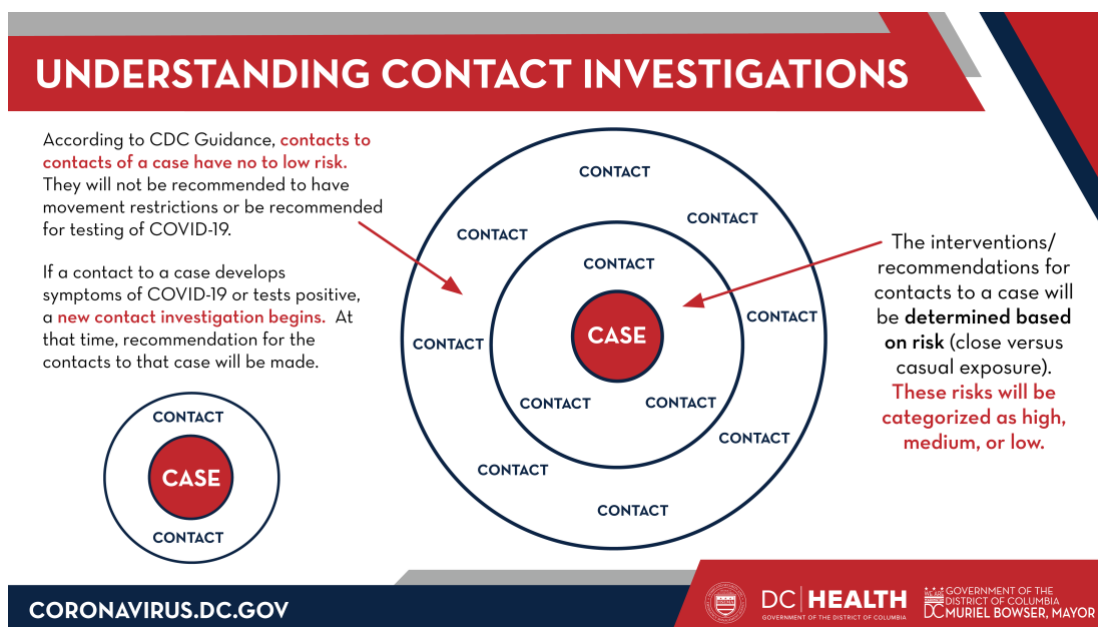 UNDERSTANDING CONTACT INVESTIGATIONS
According to CDC Guidance, contacts to
contacts of a case have no to low risk.
They will not be recommended to have
movement restrictions or be recommended
for testing of COVID-19.
If a contact to a case develops
symptoms of COVID-19 or tests positive,
a new contact investigation begins. At
that time, recommendation for the
contacts to that case will be made.
CONTACT
CASE
CONTACT
CONTACT
CONTACT
CONTACT
CONTACT
CONTACT
CONTACT
CASE
CONTACT
CONTACT
CONTACT
CONTACT
CONTACT
The interventions/
recommendations for
contacts to a case will
be determined based
on risk (close versus
casual exposure).
These risks will be
categorized as high,
medium, or low.
CORONAVIRUS.DC.GOV
DC HEALTH
GOVERNMENT OF THE DISTRICT OF COLUMBIA
WE ARE
DC
GOVERNMENT OF THE
DISTRICT OF COLUMBIA
MURIEL BOWSER, MAYOR